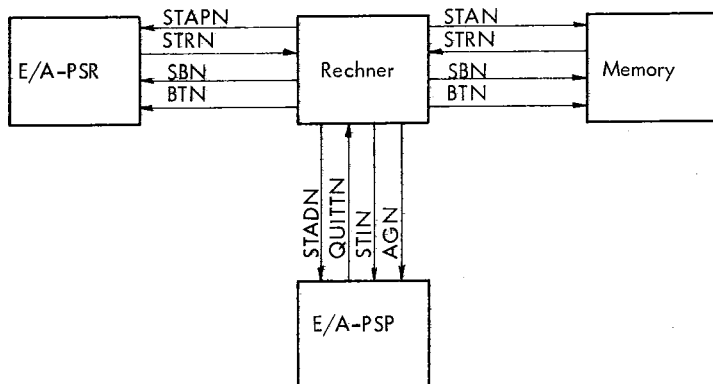 STAPN
STRN
SBN
BTN
E/A-PSR
Rechner
STAN
STRN
SBN
BTN
Memory
STADN
QUITTN
STIN
AGN
E/A-PSP